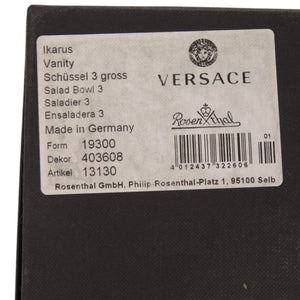 Ikarus
Vanity
Schüssel 3 gross
Salad Bowl 3
Saladier 3
Ensaladera 3
Made in Germany
Form 19300
Dekor 403608
Artikel 13130
VERSACE
Rosenthal
01
4 012437 322606
Rosenthal GmbH, Philip-Rosenthal-Platz 1, 95100 Selb